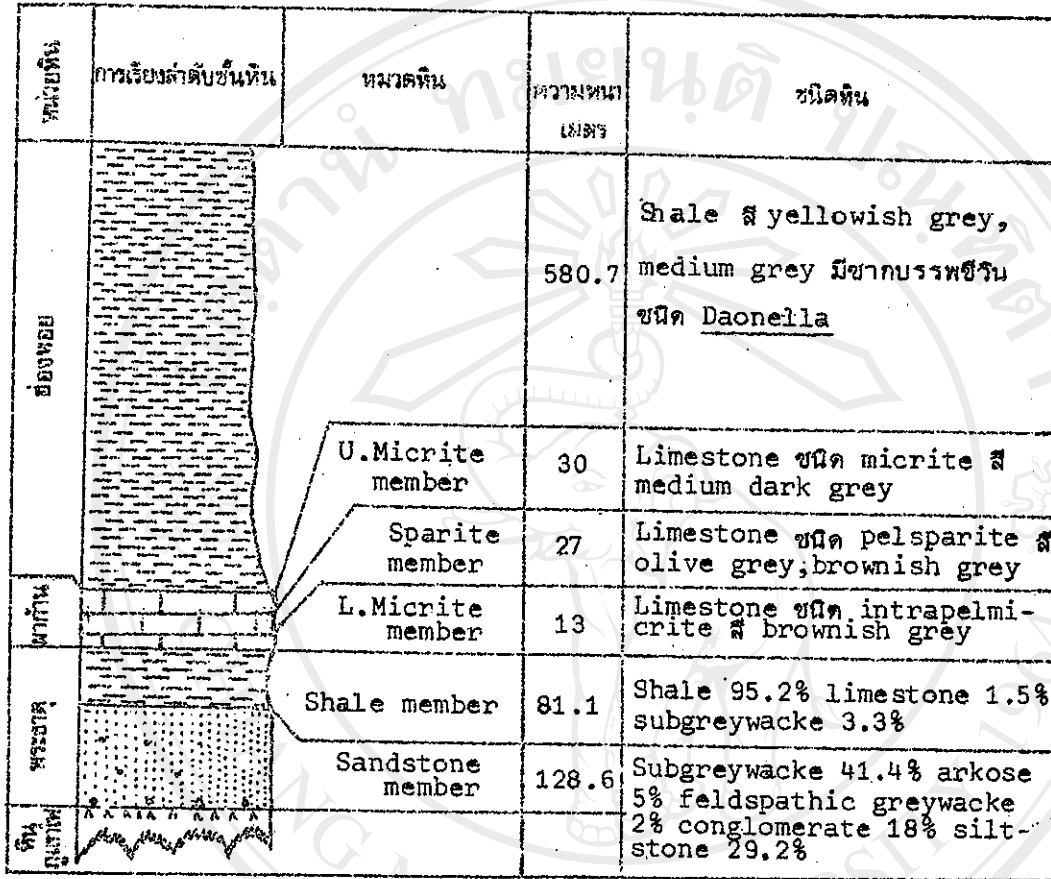 หน่วยหิน
การเรียงลำดับชั้นหิน
หมวดหิน
ความหนา
เมตร
ชนิดหิน
ฮ่องหอย
580.7
Shale สี yellowish grey,
medium grey มีซากบรรพชีวิน
ชนิด Daonella
U.Micrite
member
30
Limestone ชนิด micrite สี
medium dark grey
Sparite
member
27
Limestone ชนิด pelsparite สี
olive grey,brownish grey
ผาก้าน
L.Micrite
member
13
Limestone ชนิด intrapelmi-
crite สี brownish grey
พระธาตุ
Shale member
81.1
Shale 95.2% limestone 1.5%
subgreywacke 3.3%
Sandstone
member
128.6
Subgreywacke 41.4% arkose
5% feldspathic greywacke
2% conglomerate 18% silt-
stone 29.2%
หิน
ภูเขาไฟ